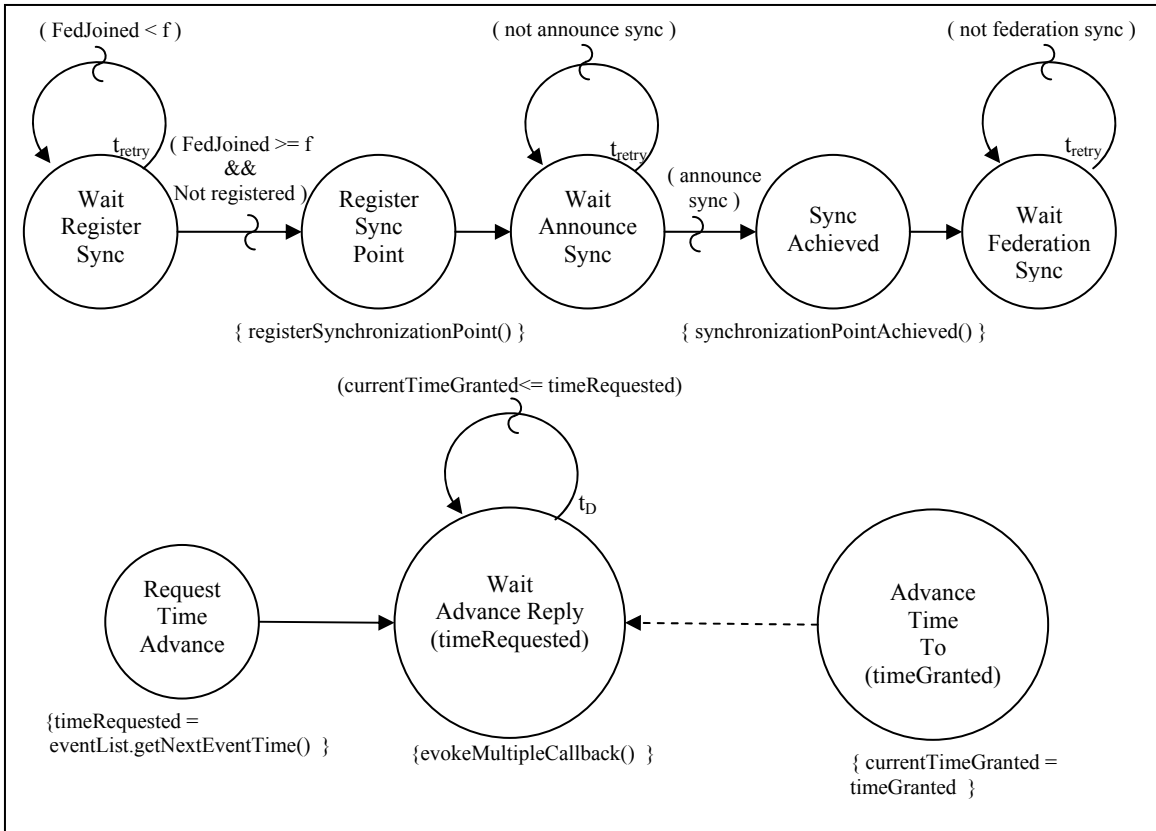 ( FedJoined < f )
( not announce sync )
( not federation sync )
t_retry
( FedJoined >= f
&&
Not registered )
t_retry
( announce
sync )
t_retry
Wait
Register
Sync
Register
Sync
Point
Wait
Announce
Sync
Sync
Achieved
Wait
Federation
Sync
{ registerSynchronizationPoint() }
{ synchronizationPointAchieved() }
(currentTimeGranted<= timeRequested)
t_D
Request
Time
Advance
Wait
Advance Reply
(timeRequested)
Advance
Time
To
(timeGranted)
{timeRequested =
eventList.getNextEventTime() }
{evokeMultipleCallback() }
{ currentTimeGranted =
timeGranted }